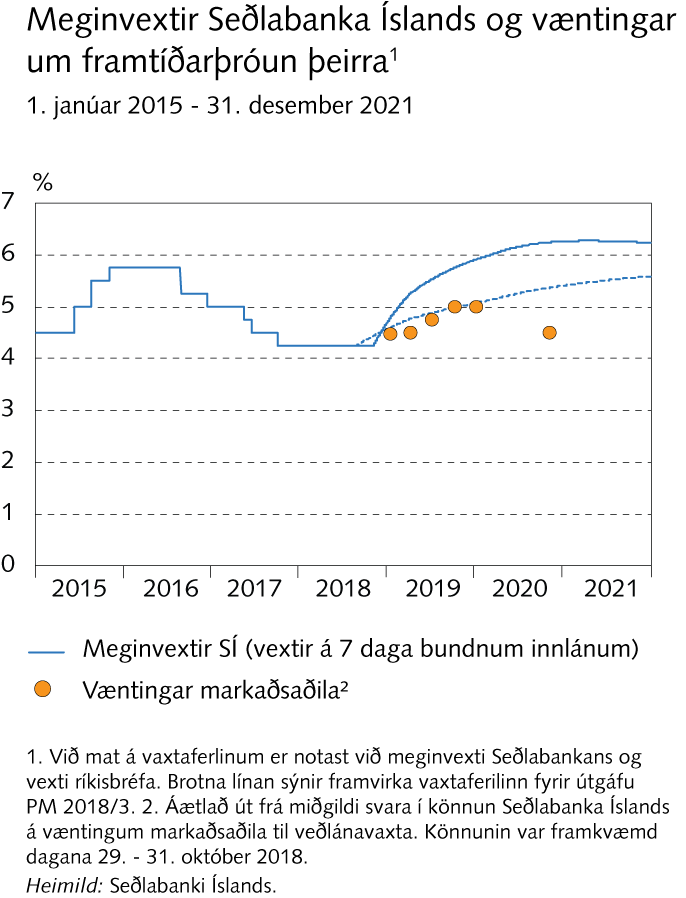 Meginvextir Seðlabanka Íslands og væntingar
um framtíðarþróun þeirra¹
1. janúar 2015 - 31. desember 2021
%
7
6
5
4
3
2
1
0
2015 2016 2017 2018 2019 2020 2021
Meginvextir SÍ (vextir á 7 daga bundnum innlánum)
Væntingar markaðsaðila²
1. Við mat á vaxtaferlinum er notast við meginvexti Seðlabankans og
vexti ríkisbréfa. Brotna línan sýnir framvirka vaxtaferilinn fyrir útgáfu
PM 2018/3. 2. Áætlað út frá miðgildi svara í könnun Seðlabanka Íslands
á væntingum markaðsaðila til veðlánavaxta. Könnunin var framkvæmd
dagana 29. - 31. október 2018.
Heimild: Seðlabanki Íslands.